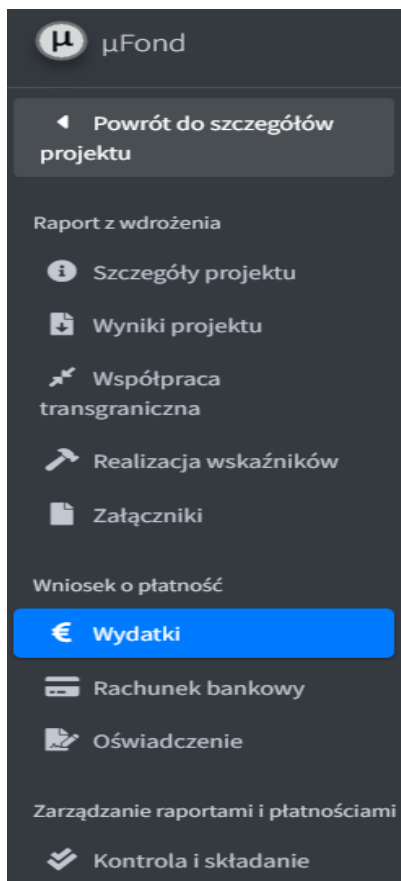 µ µFond
Powrót do szczegółów
projektu
Raport z wdrożenia
Szczegóły projektu
Wyniki projektu
Współpraca
transgraniczna
Realizacja wskaźników
Załączniki
Wniosek o płatność
€ Wydatki
Rachunek bankowy
Oświadczenie
Zarządzanie raportami i płatnościami
Kontrola i składanie